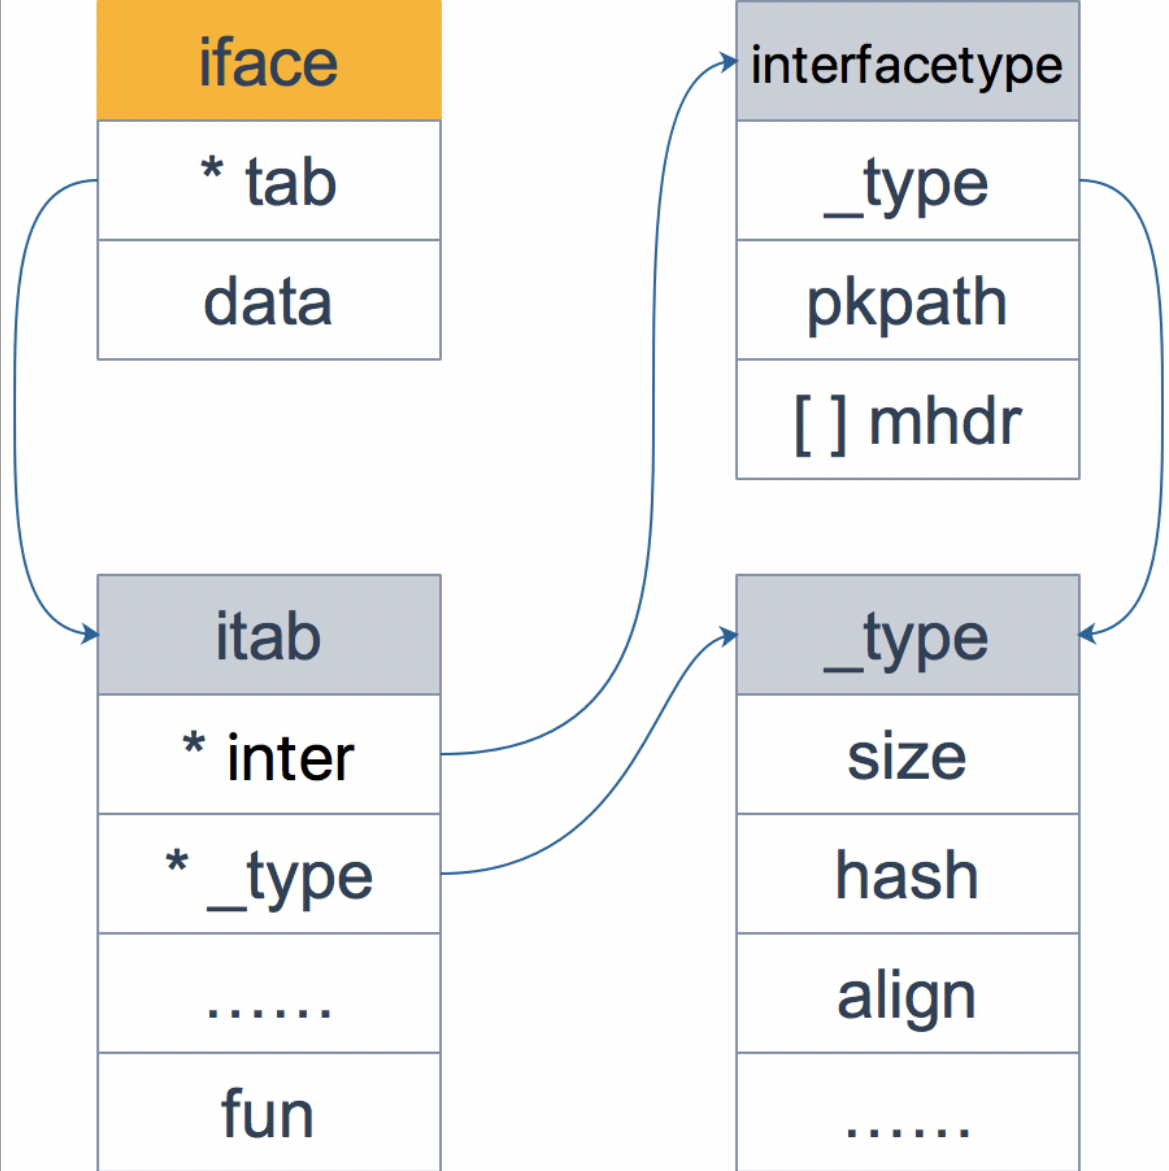 iface
* tab
data
interfacetype
_type
pkpath
[ ] mhdr
itab
* inter
* _type
......
fun
_type
size
hash
align
......